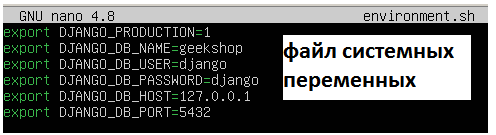 GNU nano 4.8 environment.sh
export DJANGO_PRODUCTION=1
export DJANGO_DB_NAME=geekshop
export DJANGO_DB_USER=django
export DJANGO_DB_PASSWORD=django
export DJANGO_DB_HOST=127.0.0.1
export DJANGO_DB_PORT=5432
файл системных
переменных